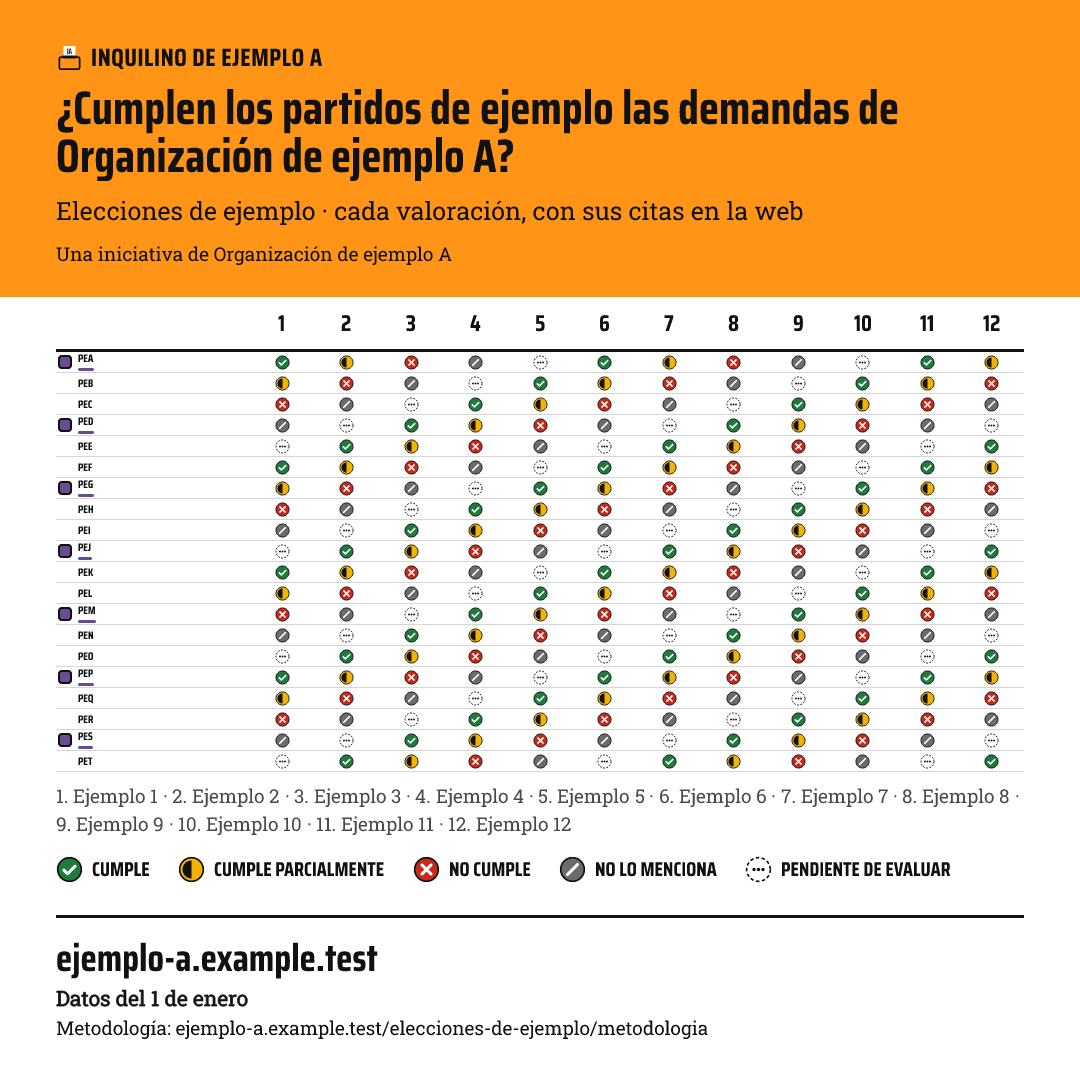 IA
INQUILINO DE EJEMPLO A
¿Cumplen los partidos de ejemplo las demandas de
Organización de ejemplo A?
Elecciones de ejemplo · cada valoración, con sus citas en la web
Una iniciativa de Organización de ejemplo A
1 2 3 4 5 6 7 8 9 10 11 12
PEA
PEB
PEC
PED
PEE
PEF
PEG
PEH
PEI
PEJ
PEK
PEL
PEM
PEN
PEO
PEP
PEQ
PER
PES
PET
1. Ejemplo 1 · 2. Ejemplo 2 · 3. Ejemplo 3 · 4. Ejemplo 4 · 5. Ejemplo 5 · 6. Ejemplo 6 · 7. Ejemplo 7 · 8. Ejemplo 8 ·
9. Ejemplo 9 · 10. Ejemplo 10 · 11. Ejemplo 11 · 12. Ejemplo 12
CUMPLE CUMPLE PARCIALMENTE NO CUMPLE NO LO MENCIONA PENDIENTE DE EVALUAR
ejemplo-a.example.test
Datos del 1 de enero
Metodología: ejemplo-a.example.test/elecciones-de-ejemplo/metodologia